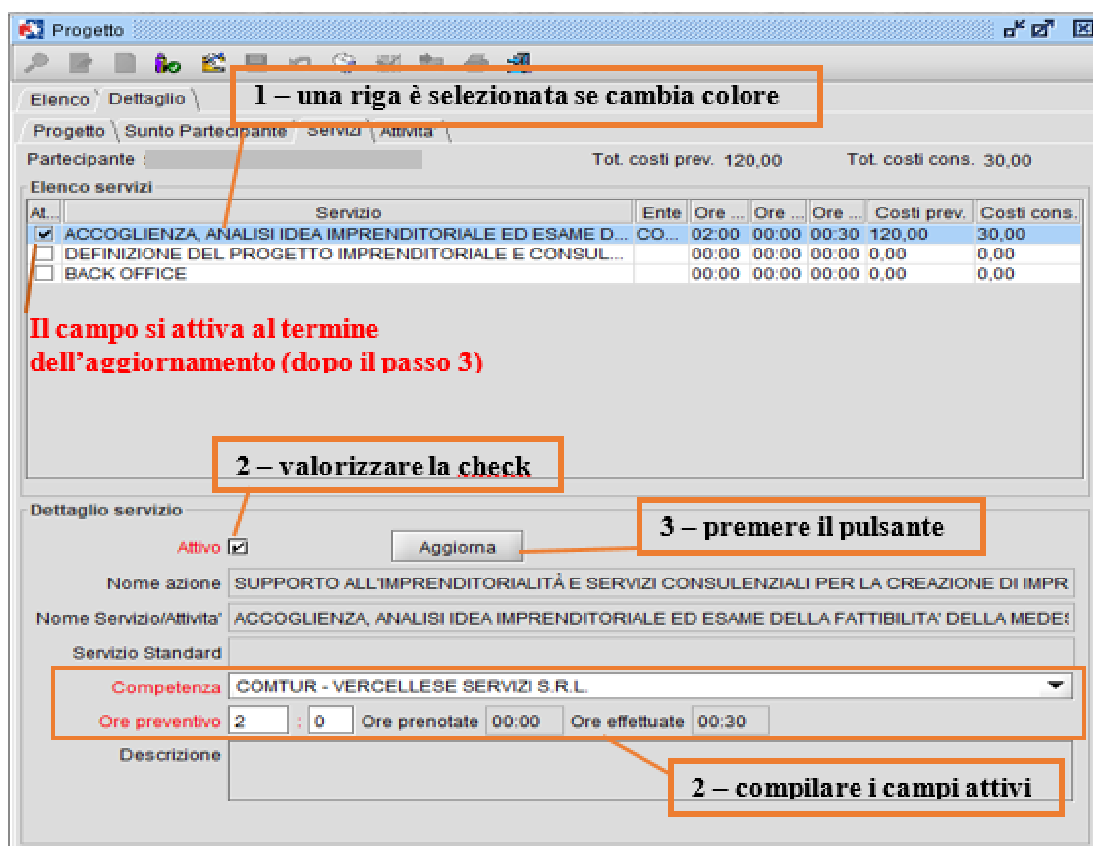 Progetto
1 – una riga è selezionata se cambia colore
Elenco Dettaglio
Progetto Sunto Partecipante Servizi Attivita'
Partecipante Tot. costi prev. 120,00 Tot. costi cons. 30,00
Elenco servizi
At... Servizio Ente Ore ... Ore ... Ore ... Costi prev. Costi cons.
ACCOGLIENZA, ANALISI IDEA IMPRENDITORIALE ED ESAME D... CO... 02:00 00:00 00:30 120,00 30,00
DEFINIZIONE DEL PROGETTO IMPRENDITORIALE E CONSUL... 00:00 00:00 00:00 0,00 0,00
BACK OFFICE 00:00 00:00 00:00 0,00 0,00
Il campo si attiva al termine
dell'aggiornamento (dopo il passo 3)
2 – valorizzare la check
Dettaglio servizio
3 – premere il pulsante
Attivo Aggiorna
Nome azione SUPPORTO ALL'IMPRENDITORIALITÀ E SERVIZI CONSULENZIALI PER LA CREAZIONE DI IMPR
Nome Servizio/Attivita' ACCOGLIENZA, ANALISI IDEA IMPRENDITORIALE ED ESAME DELLA FATTIBILITA' DELLA MEDES
Servizio Standard
Competenza COMTUR - VERCELLESE SERVIZI S.R.L.
Ore preventivo 2 : 0 Ore prenotate 00:00 Ore effettuate 00:30
Descrizione
2 – compilare i campi attivi